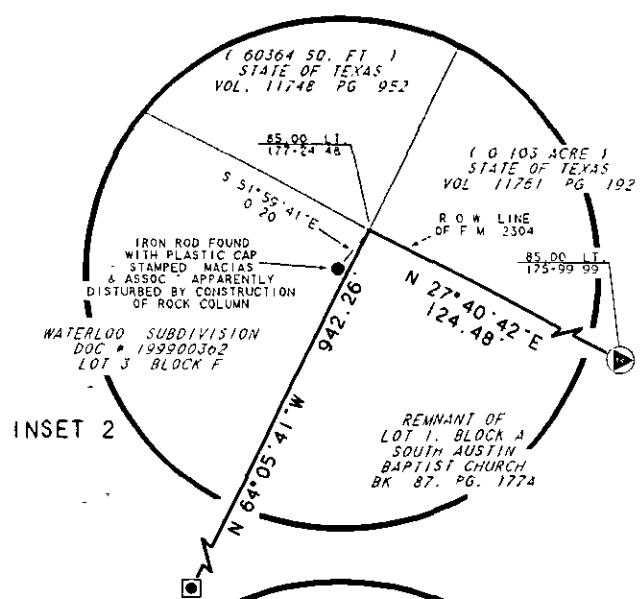 ( 60364 SQ. FT )
STATE OF TEXAS
VOL. 11748 PG 952
85.00 LT.
177+24 48
( 0 103 ACRE )
STATE OF TEXAS
VOL 11761 PG 192
S 51°59'41"E
0 20
R O W LINE
OF F M 2304
IRON ROD FOUND
WITH PLASTIC CAP
STAMPED MACIAS
& ASSOC APPARENTLY
DISTURBED BY CONSTRUCTION
OF ROCK COLUMN
85.00 LT.
175+99 99
N 27°40'42"E
124.48'
942.26'
WATERLOO SUBDIVISION
DOC # 199900362
LOT 3 BLOCK F
N 64°05'41"W
INSET 2
REMNANT OF
LOT 1, BLOCK A
SOUTH AUSTIN
BAPTIST CHURCH
BK 87, PG. 177A